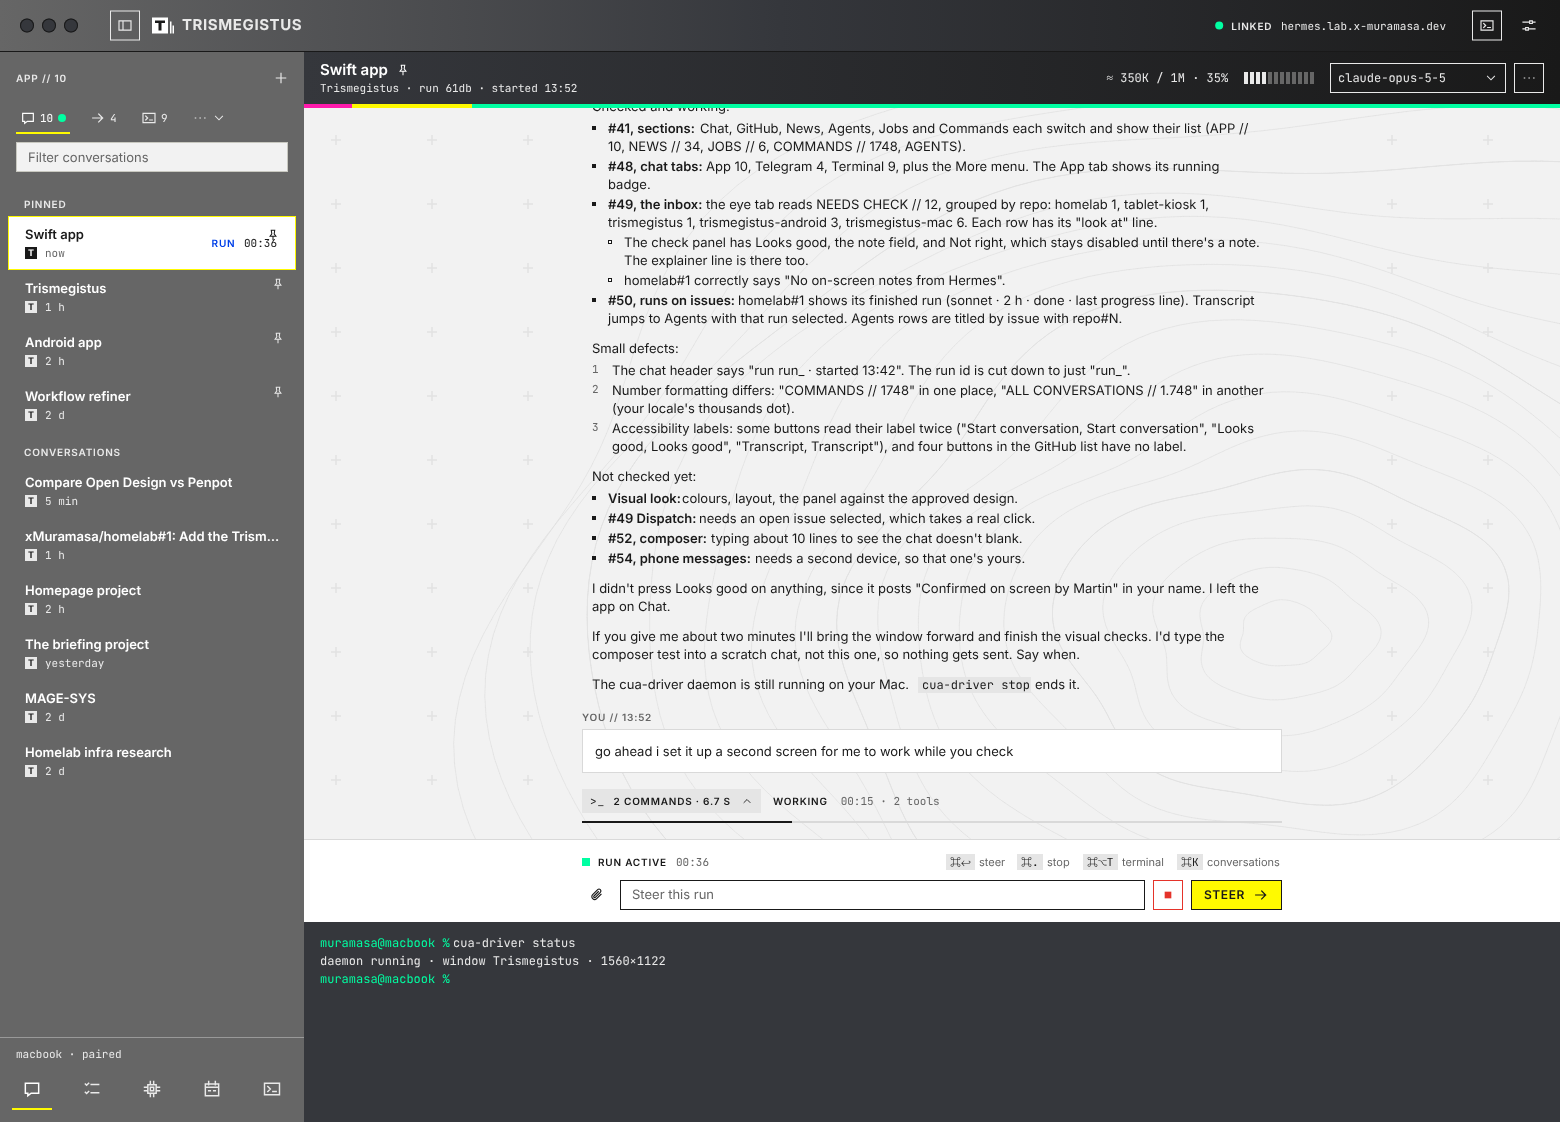 TRISMEGISTUS
LINKED hermes.lab.x-muramasa.dev
APP // 10
10
4
9
Filter conversations
PINNED
Swift app
RUN 00:36
now
Trismegistus
1 h
Android app
2 h
Workflow refiner
2 d
CONVERSATIONS
Compare Open Design vs Penpot
5 min
xMuramasa/homelab#1: Add the Trism...
1 h
Homepage project
2 h
The briefing project
yesterday
MAGE-SYS
2 d
Homelab infra research
2 d
macbook · paired
Swift app
Trismegistus · run 61db · started 13:52
≈ 350K / 1M · 35%
claude-opus-5-5
Checked and working:
#41, sections: Chat, GitHub, News, Agents, Jobs and Commands each switch and show their list (APP //
10, NEWS // 34, JOBS // 6, COMMANDS // 1748, AGENTS).
#48, chat tabs: App 10, Telegram 4, Terminal 9, plus the More menu. The App tab shows its running
badge.
#49, the inbox: the eye tab reads NEEDS CHECK // 12, grouped by repo: homelab 1, tablet-kiosk 1,
trismegistus 1, trismegistus-android 3, trismegistus-mac 6. Each row has its "look at" line.
The check panel has Looks good, the note field, and Not right, which stays disabled until there's a note.
The explainer line is there too.
homelab#1 correctly says "No on-screen notes from Hermes".
#50, runs on issues: homelab#1 shows its finished run (sonnet · 2 h · done · last progress line). Transcript
jumps to Agents with that run selected. Agents rows are titled by issue with repo#N.
Small defects:
1 The chat header says "run run_ · started 13:42". The run id is cut down to just "run_".
2 Number formatting differs: "COMMANDS // 1748" in one place, "ALL CONVERSATIONS // 1.748" in another
(your locale's thousands dot).
3 Accessibility labels: some buttons read their label twice ("Start conversation, Start conversation", "Looks
good, Looks good", "Transcript, Transcript"), and four buttons in the GitHub list have no label.
Not checked yet:
Visual look: colours, layout, the panel against the approved design.
#49 Dispatch: needs an open issue selected, which takes a real click.
#52, composer: typing about 10 lines to see the chat doesn't blank.
#54, phone messages: needs a second device, so that one's yours.
I didn't press Looks good on anything, since it posts "Confirmed on screen by Martin" in your name. I left the
app on Chat.
If you give me about two minutes I'll bring the window forward and finish the visual checks. I'd type the
composer test into a scratch chat, not this one, so nothing gets sent. Say when.
The cua-driver daemon is still running on your Mac. cua-driver stop ends it.
YOU // 13:52
go ahead i set it up a second screen for me to work while you check
>_ 2 COMMANDS · 6.7 S WORKING 00:15 · 2 tools
RUN ACTIVE 00:36
⌘↩ steer ⌘. stop ⌘⌥T terminal ⌘K conversations
Steer this run
STEER
muramasa@macbook % cua-driver status
daemon running · window Trismegistus · 1560×1122
muramasa@macbook %